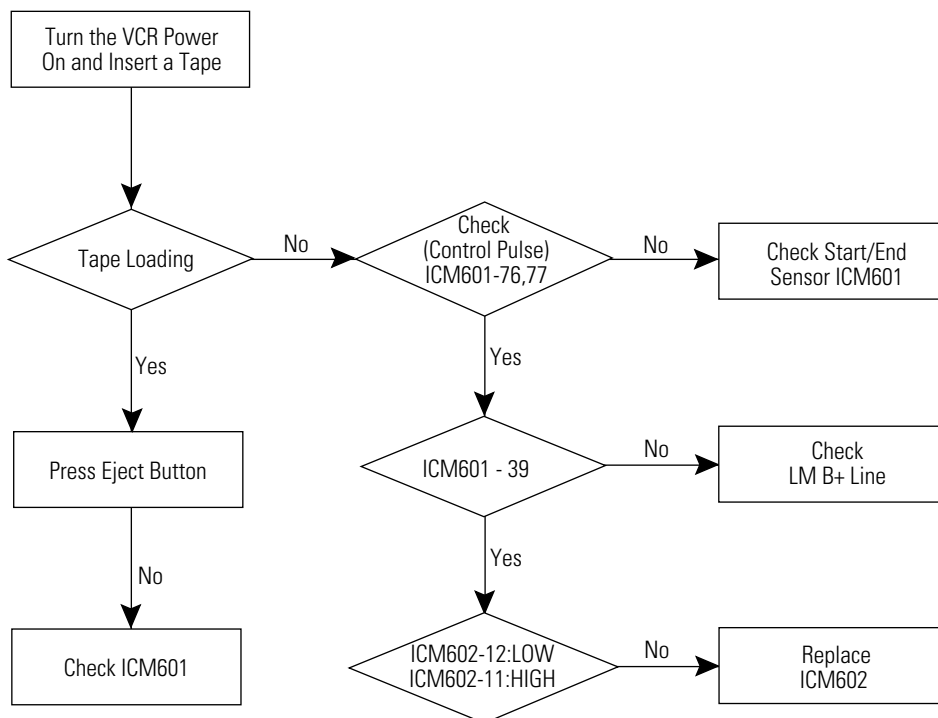 Turn the VCR Power
On and Insert a Tape
Tape Loading
No
Check
(Control Pulse)
ICM601-76,77
No
Check Start/End
Sensor ICM601
Yes
Yes
Press Eject Button
ICM601 - 39
No
Check
LM B+ Line
No
Yes
Check ICM601
ICM602-12:LOW
ICM602-11:HIGH
No
Replace
ICM602